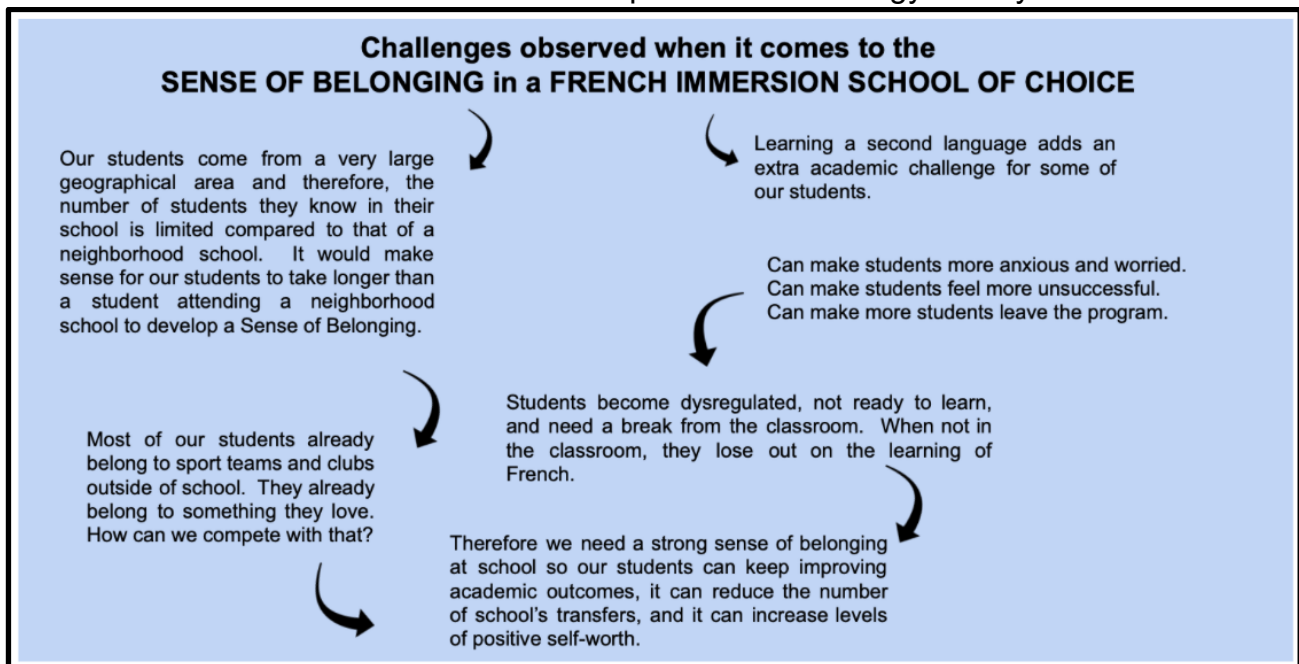 Challenges observed when it comes to the
SENSE OF BELONGING in a FRENCH IMMERSION SCHOOL OF CHOICE
Our students come from a very large
geographical area and therefore, the
number of students they know in their
school is limited compared to that of a
neighborhood school. It would make
sense for our students to take longer than
a student attending a neighborhood
school to develop a Sense of Belonging.
Most of our students already
belong to sport teams and clubs
outside of school. They already
belong to something they love.
How can we compete with that?
Learning a second language adds an
extra academic challenge for some of
our students.
Can make students more anxious and worried.
Can make students feel more unsuccessful.
Can make more students leave the program.
Students become dysregulated, not ready to learn,
and need a break from the classroom. When not in
the classroom, they lose out on the learning of
French.
Therefore we need a strong sense of belonging
at school so our students can keep improving
academic outcomes, it can reduce the number
of school's transfers, and it can increase levels
of positive self-worth.